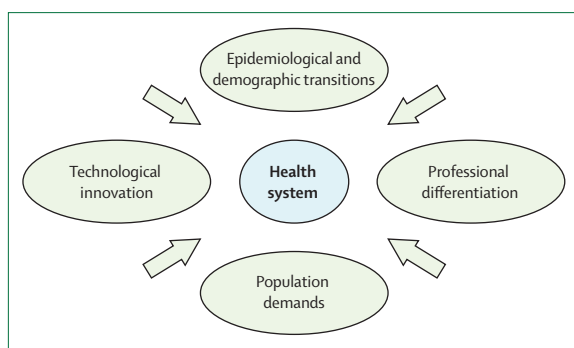 Epidemiological and
demographic transitions
Technological
innovation
Health
system
Professional
differentiation
Population
demands